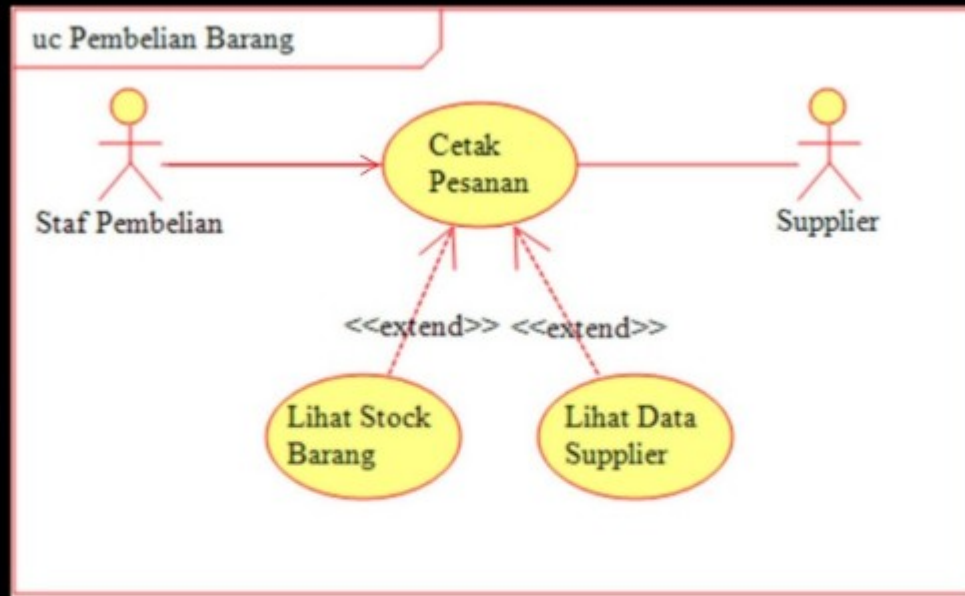 uc Pembelian Barang
Cetak
Pesanan
Staf Pembelian
Supplier
<<extend>> <<extend>>
Lihat Stock
Barang
Lihat Data
Supplier